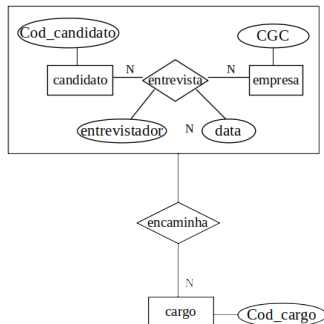 Cod_candidato
CGC
candidato N entrevista N empresa
entrevistador N data
encaminha
N
cargo Cod_cargo